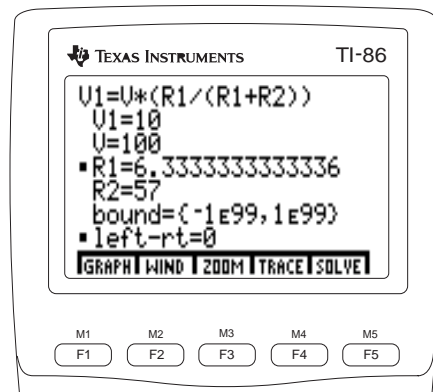 TEXAS INSTRUMENTS TI-86
V1=V*(R1/(R1+R2))
V1=10
V=100
▪R1=6.3333333333336
R2=57
bound={-1ᴇ99,1ᴇ99}
▪left-rt=0
GRAPH WIND ZOOM TRACE SOLVE
M1 M2 M3 M4 M5
F1 F2 F3 F4 F5